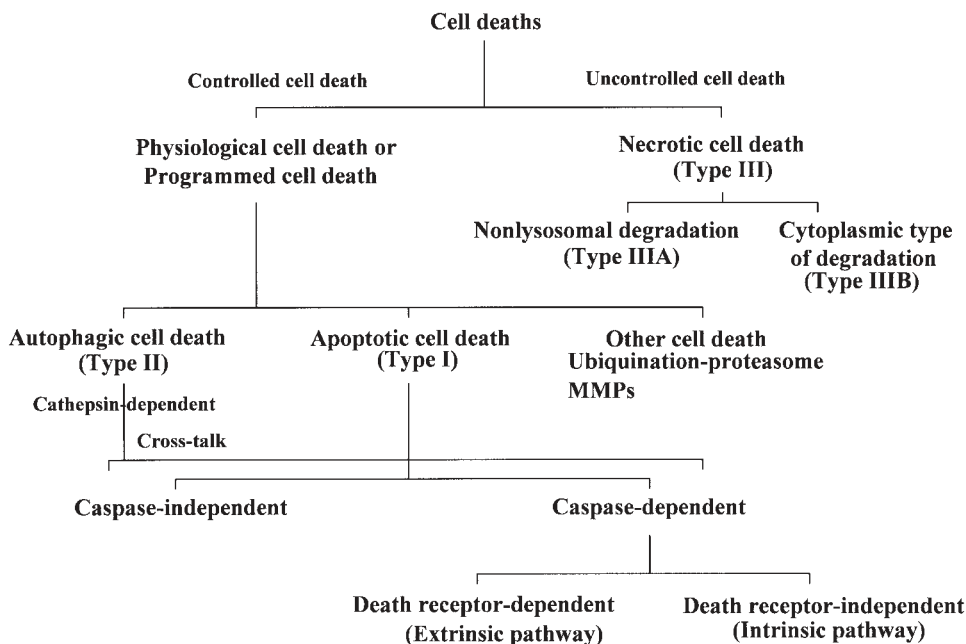 Cell deaths
Controlled cell death
Uncontrolled cell death
Physiological cell death or
Programmed cell death
Necrotic cell death
(Type III)
Nonlysosomal degradation
(Type IIIA)
Cytoplasmic type
of degradation
(Type IIIB)
Autophagic cell death
(Type II)
Apoptotic cell death
(Type I)
Other cell death
Ubiquination-proteasome
MMPs
Cathepsin-dependent
Cross-talk
Caspase-independent
Caspase-dependent
Death receptor-dependent
(Extrinsic pathway)
Death receptor-independent
(Intrinsic pathway)